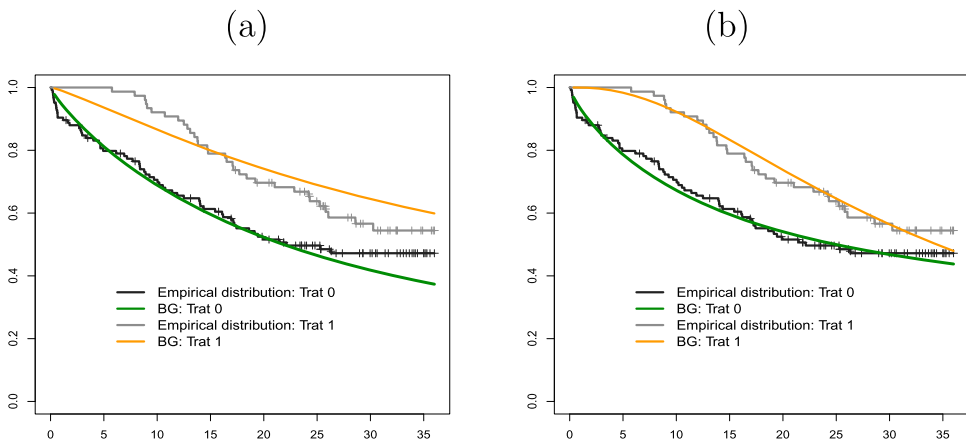 (a)
1.0
0.8
0.6
0.4
0.2
0.0
Empirical distribution: Trat 0
BG: Trat 0
Empirical distribution: Trat 1
BG: Trat 1
0 5 10 15 20 25 30 35
(b)
1.0
0.8
0.6
0.4
0.2
0.0
Empirical distribution: Trat 0
BG: Trat 0
Empirical distribution: Trat 1
BG: Trat 1
0 5 10 15 20 25 30 35